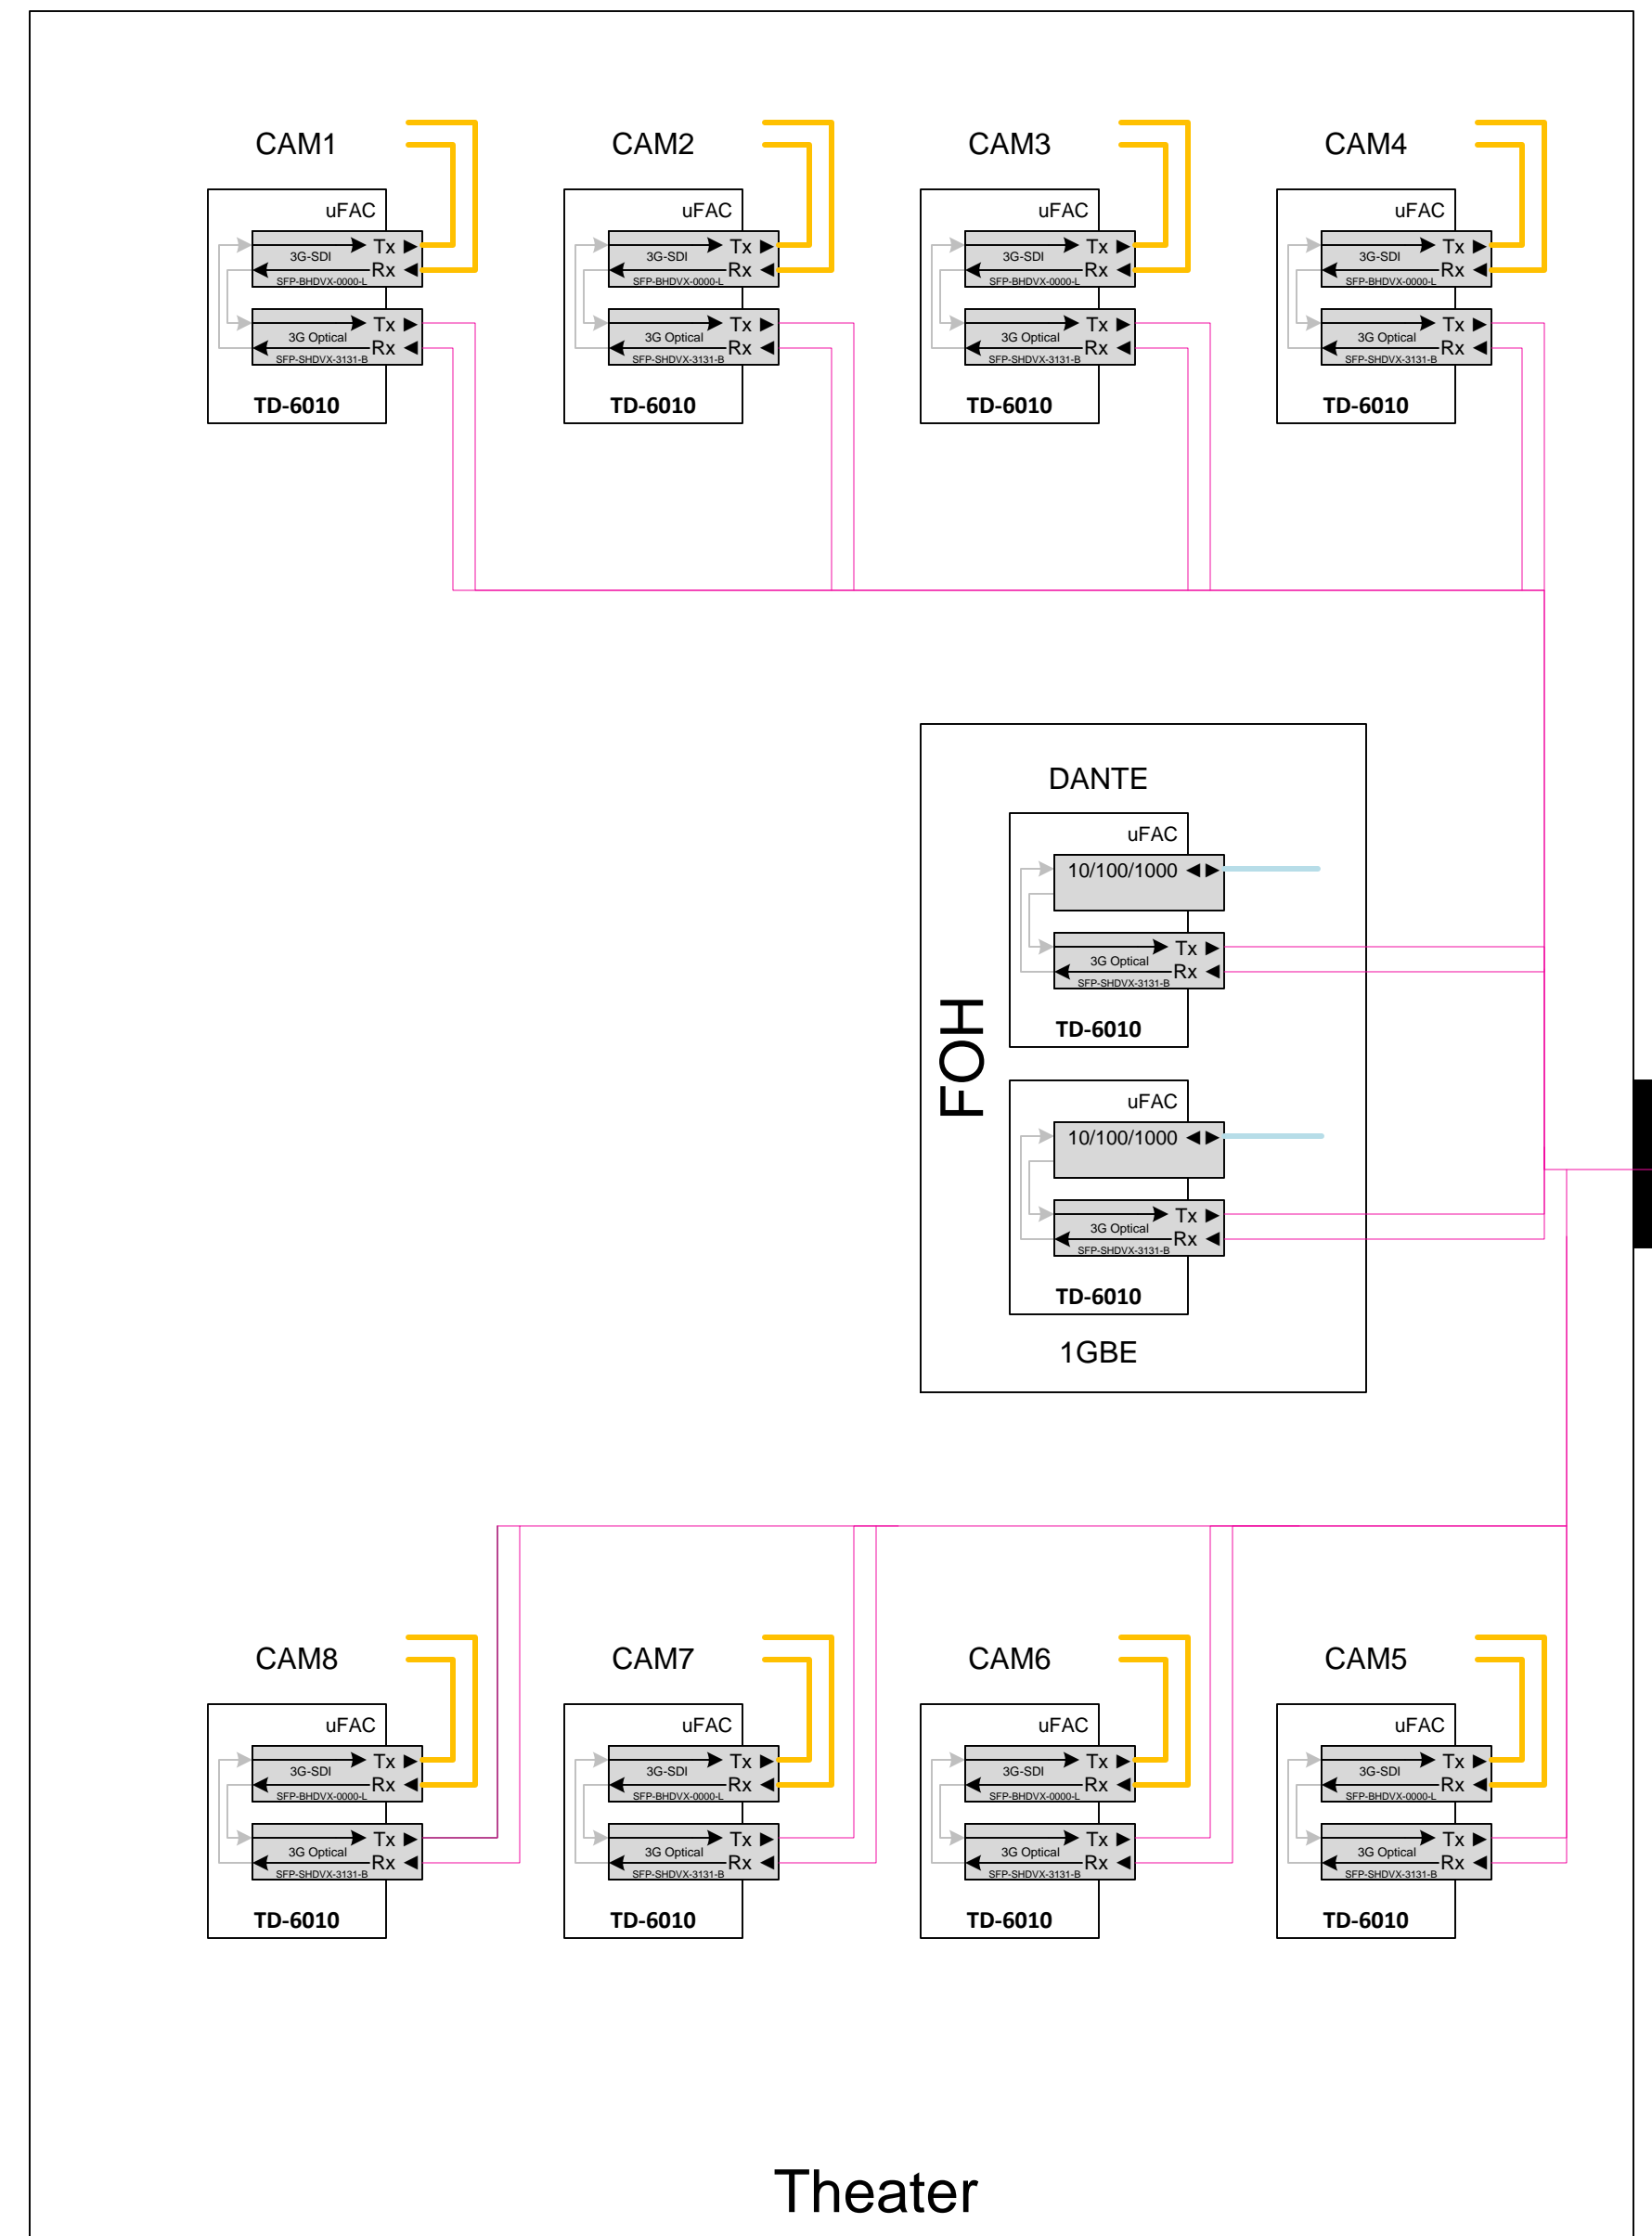 CAM1
CAM2
CAM3
CAM4
uFAC
uFAC
uFAC
uFAC
Tx
3G-SDI
Rx
SFP-BHDVX-0000-L
Tx
3G-SDI
Rx
SFP-BHDVX-0000-L
Tx
3G-SDI
Rx
SFP-BHDVX-0000-L
Tx
3G-SDI
Rx
SFP-BHDVX-0000-L
Tx
3G Optical
Rx
SFP-SHDVX-3131-B
Tx
3G Optical
Rx
SFP-SHDVX-3131-B
Tx
3G Optical
Rx
SFP-SHDVX-3131-B
Tx
3G Optical
Rx
SFP-SHDVX-3131-B
TD-6010
TD-6010
TD-6010
TD-6010
FOH
DANTE
uFAC
10/100/1000
Tx
3G Optical
Rx
SFP-SHDVX-3131-B
TD-6010
uFAC
10/100/1000
Tx
3G Optical
Rx
SFP-SHDVX-3131-B
TD-6010
1GBE
CAM8
CAM7
CAM6
CAM5
uFAC
uFAC
uFAC
uFAC
Tx
3G-SDI
Rx
SFP-BHDVX-0000-L
Tx
3G-SDI
Rx
SFP-BHDVX-0000-L
Tx
3G-SDI
Rx
SFP-BHDVX-0000-L
Tx
3G-SDI
Rx
SFP-BHDVX-0000-L
Tx
3G Optical
Rx
SFP-SHDVX-3131-B
Tx
3G Optical
Rx
SFP-SHDVX-3131-B
Tx
3G Optical
Rx
SFP-SHDVX-3131-B
Tx
3G Optical
Rx
SFP-SHDVX-3131-B
TD-6010
TD-6010
TD-6010
TD-6010
Theater